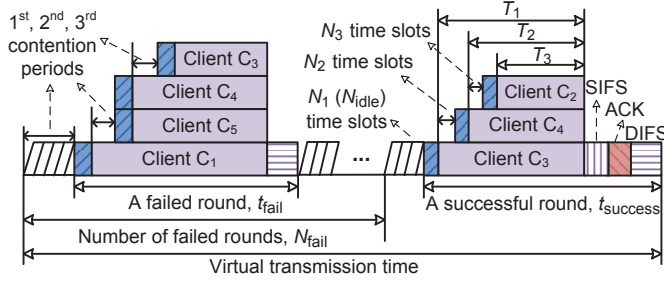 1st, 2nd, 3rd
contention
periods
Client C3
Client C4
Client C5
Client C1
N3 time slots
N2 time slots
N1 (Nidle)
time slots
...
T1
T2
T3
Client C2
Client C4
Client C3
SIFS
ACK
DIFS
A failed round, tfail
A successful round, tsuccess
Number of failed rounds, Nfail
Virtual transmission time